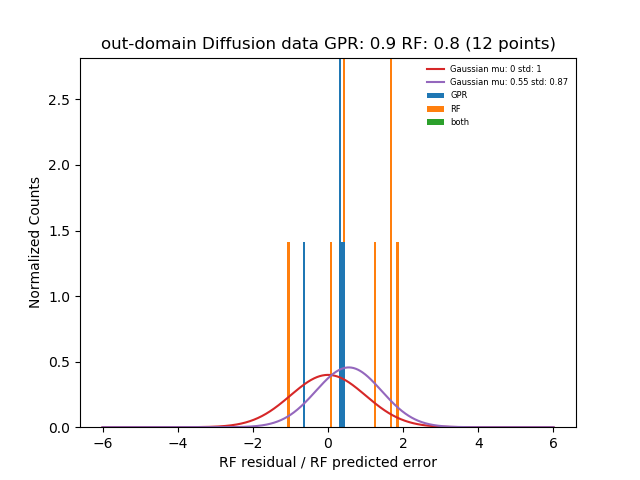 out-domain Diffusion data GPR: 0.9 RF: 0.8 (12 points)
Gaussian mu: 0 std: 1
Gaussian mu: 0.55 std: 0.87
GPR
RF
both
Normalized Counts
2.5
2.0
1.5
1.0
0.5
0.0
−6 −4 −2 0 2 4 6
RF residual / RF predicted error